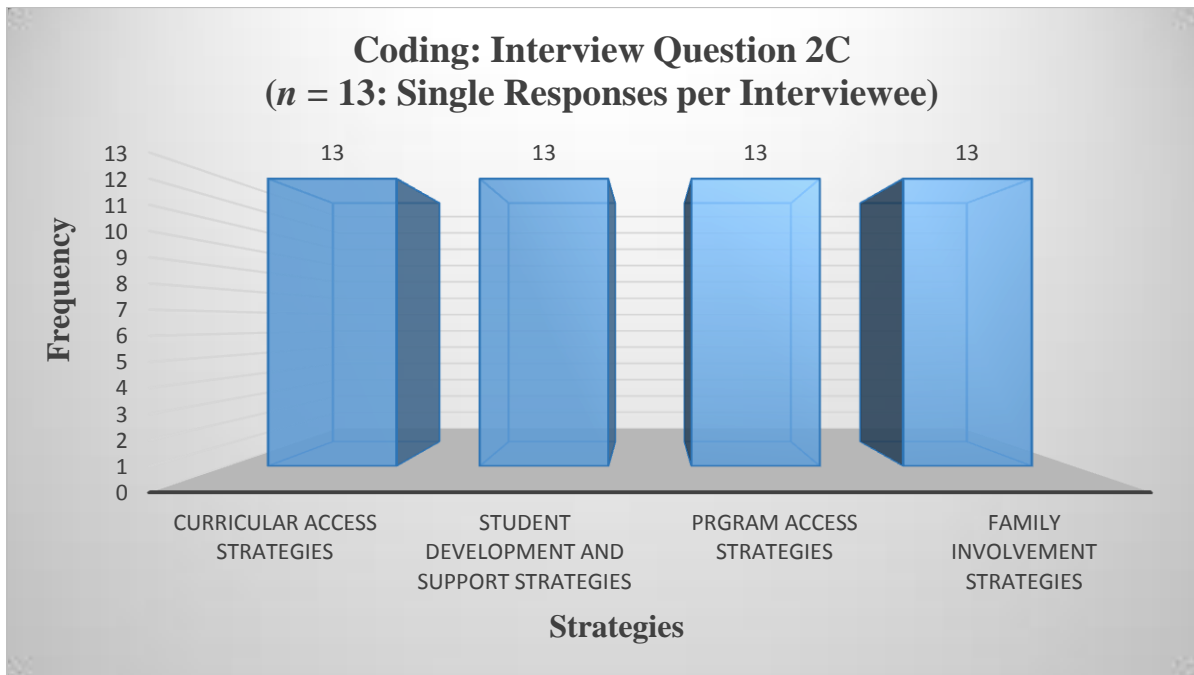 Coding: Interview Question 2C
(n = 13: Single Responses per Interviewee)
Frequency
13
12
11
10
9
8
7
6
5
4
3
2
1
0
13
13
13
13
CURRICULAR ACCESS
STRATEGIES
STUDENT
DEVELOPMENT AND
SUPPORT STRATEGIES
PRGRAM ACCESS
STRATEGIES
FAMILY
INVOLVEMENT
STRATEGIES
Strategies